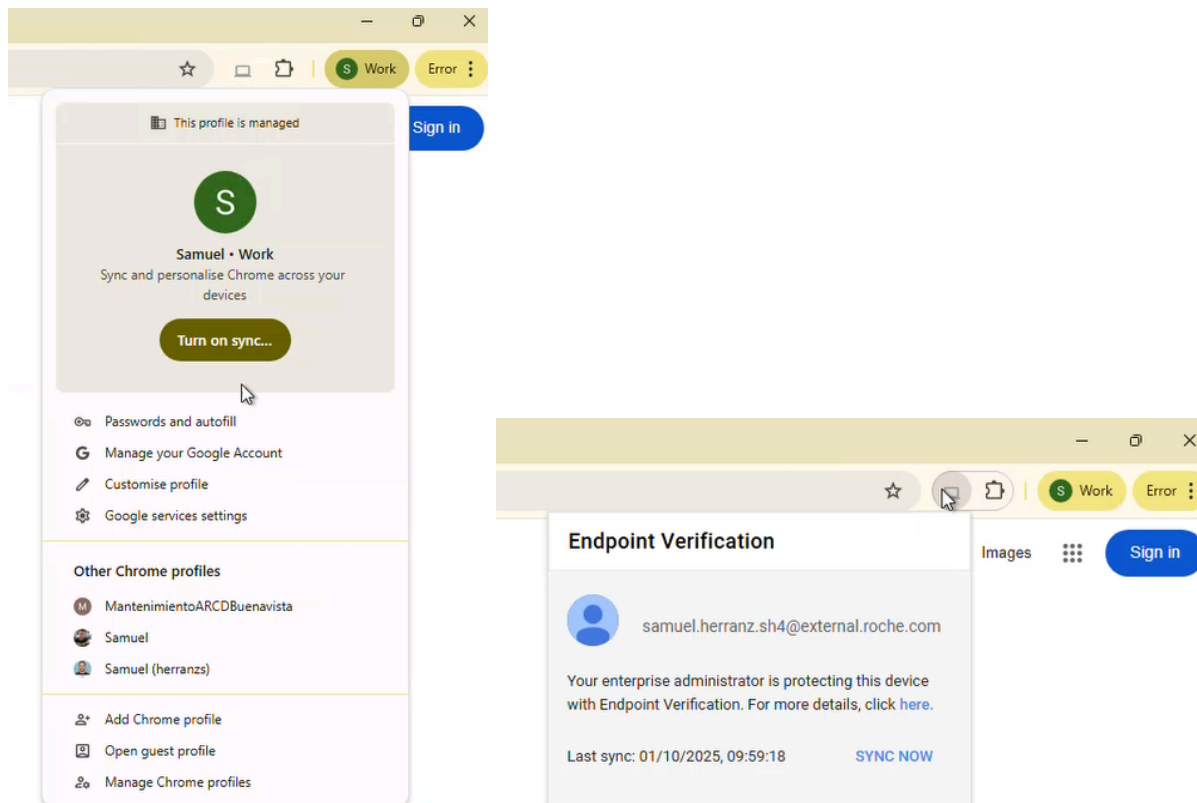 S Work
Error
Sign in
This profile is managed
S
Samuel • Work
Sync and personalise Chrome across your
devices
Turn on sync...
Passwords and autofill
G Manage your Google Account
Customise profile
Google services settings
Other Chrome profiles
M MantenimientoARCDBuenavista
Samuel
Samuel (herranzs)
Add Chrome profile
Open guest profile
Manage Chrome profiles
S Work
Error
Images
Sign in
Endpoint Verification
samuel.herranz.sh4@external.roche.com
Your enterprise administrator is protecting this device
with Endpoint Verification. For more details, click here.
Last sync: 01/10/2025, 09:59:18 SYNC NOW